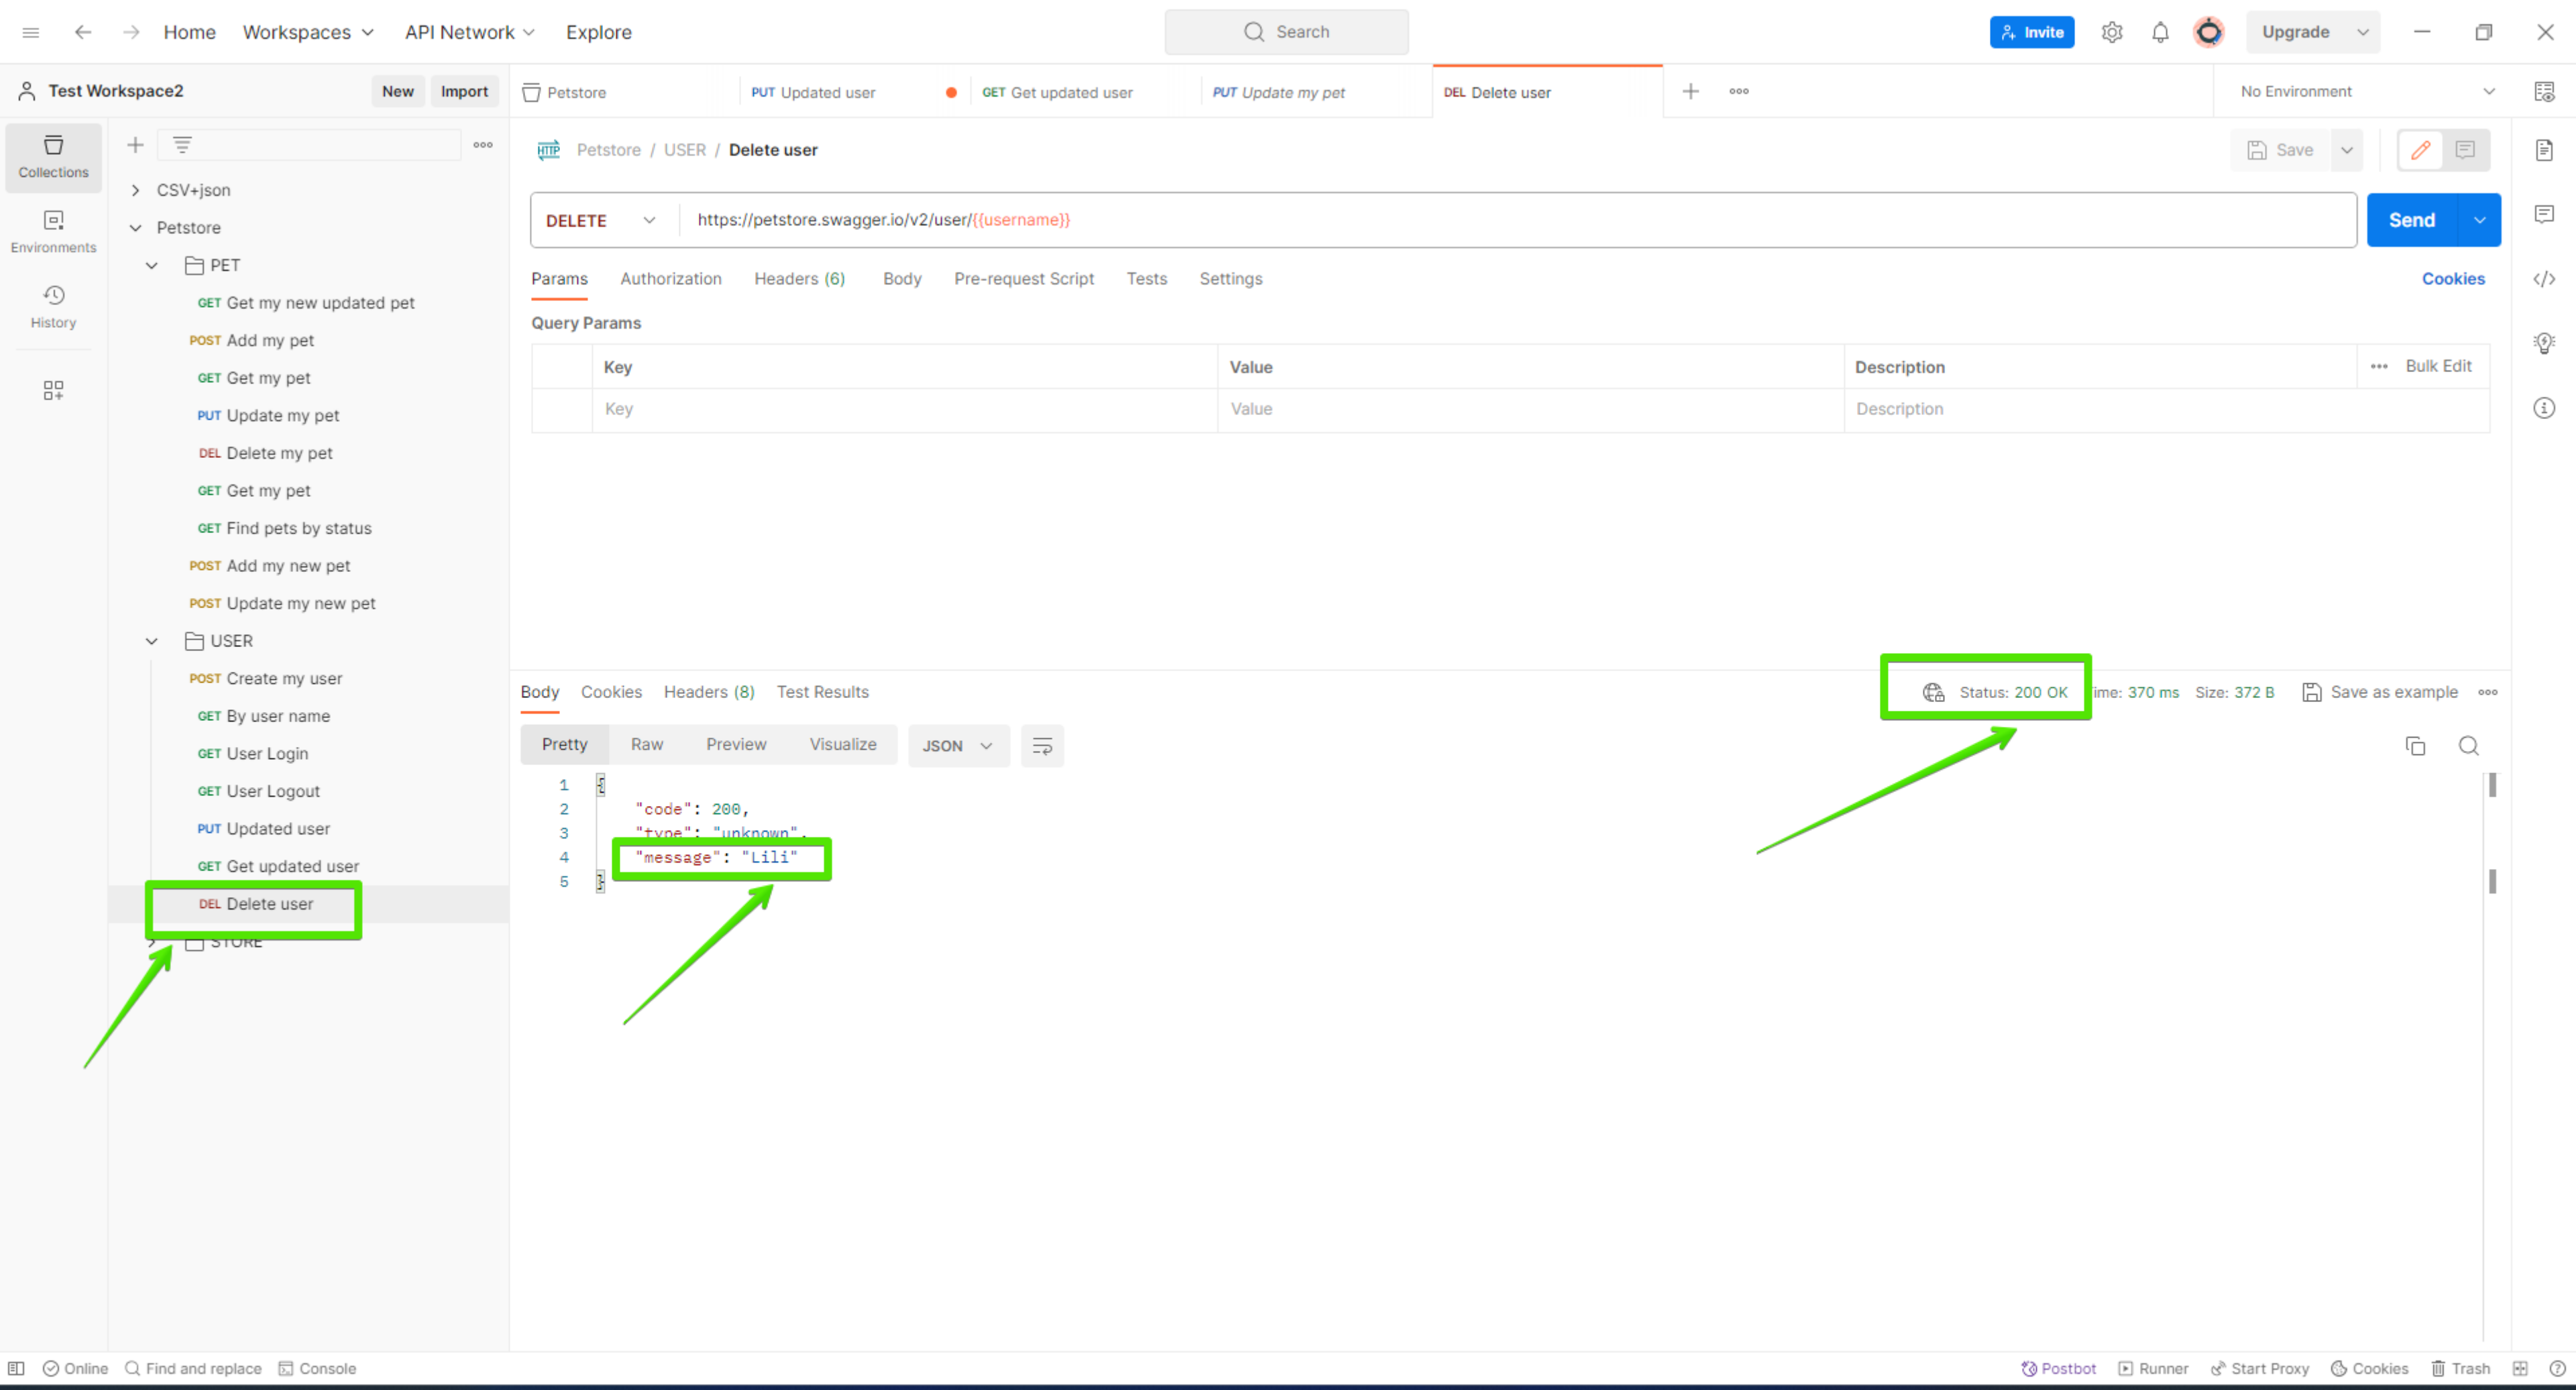 Home Workspaces API Network Explore Search Invite Upgrade
Test Workspace2 New Import Petstore PUT Updated user GET Get updated user PUT Update my pet DEL Delete user No Environment
Collections
Environments
History
CSV+json
Petstore
PET
GET Get my new updated pet
POST Add my pet
GET Get my pet
PUT Update my pet
DEL Delete my pet
GET Get my pet
GET Find pets by status
POST Add my new pet
POST Update my new pet
USER
POST Create my user
GET By user name
GET User Login
GET User Logout
PUT Updated user
GET Get updated user
DEL Delete user
STORE
HTTP Petstore / USER / Delete user Save
DELETE https://petstore.swagger.io/v2/user/{{username}} Send
Params Authorization Headers (6) Body Pre-request Script Tests Settings Cookies
Query Params
Key Value Description Bulk Edit
Key Value Description
Body Cookies Headers (8) Test Results Status: 200 OK ime: 370 ms Size: 372 B Save as example
Pretty Raw Preview Visualize JSON
1 {
2 "code": 200,
3 "type": "unknown",
4 "message": "Lili"
5 }
Online Find and replace Console Postbot Runner Start Proxy Cookies Trash